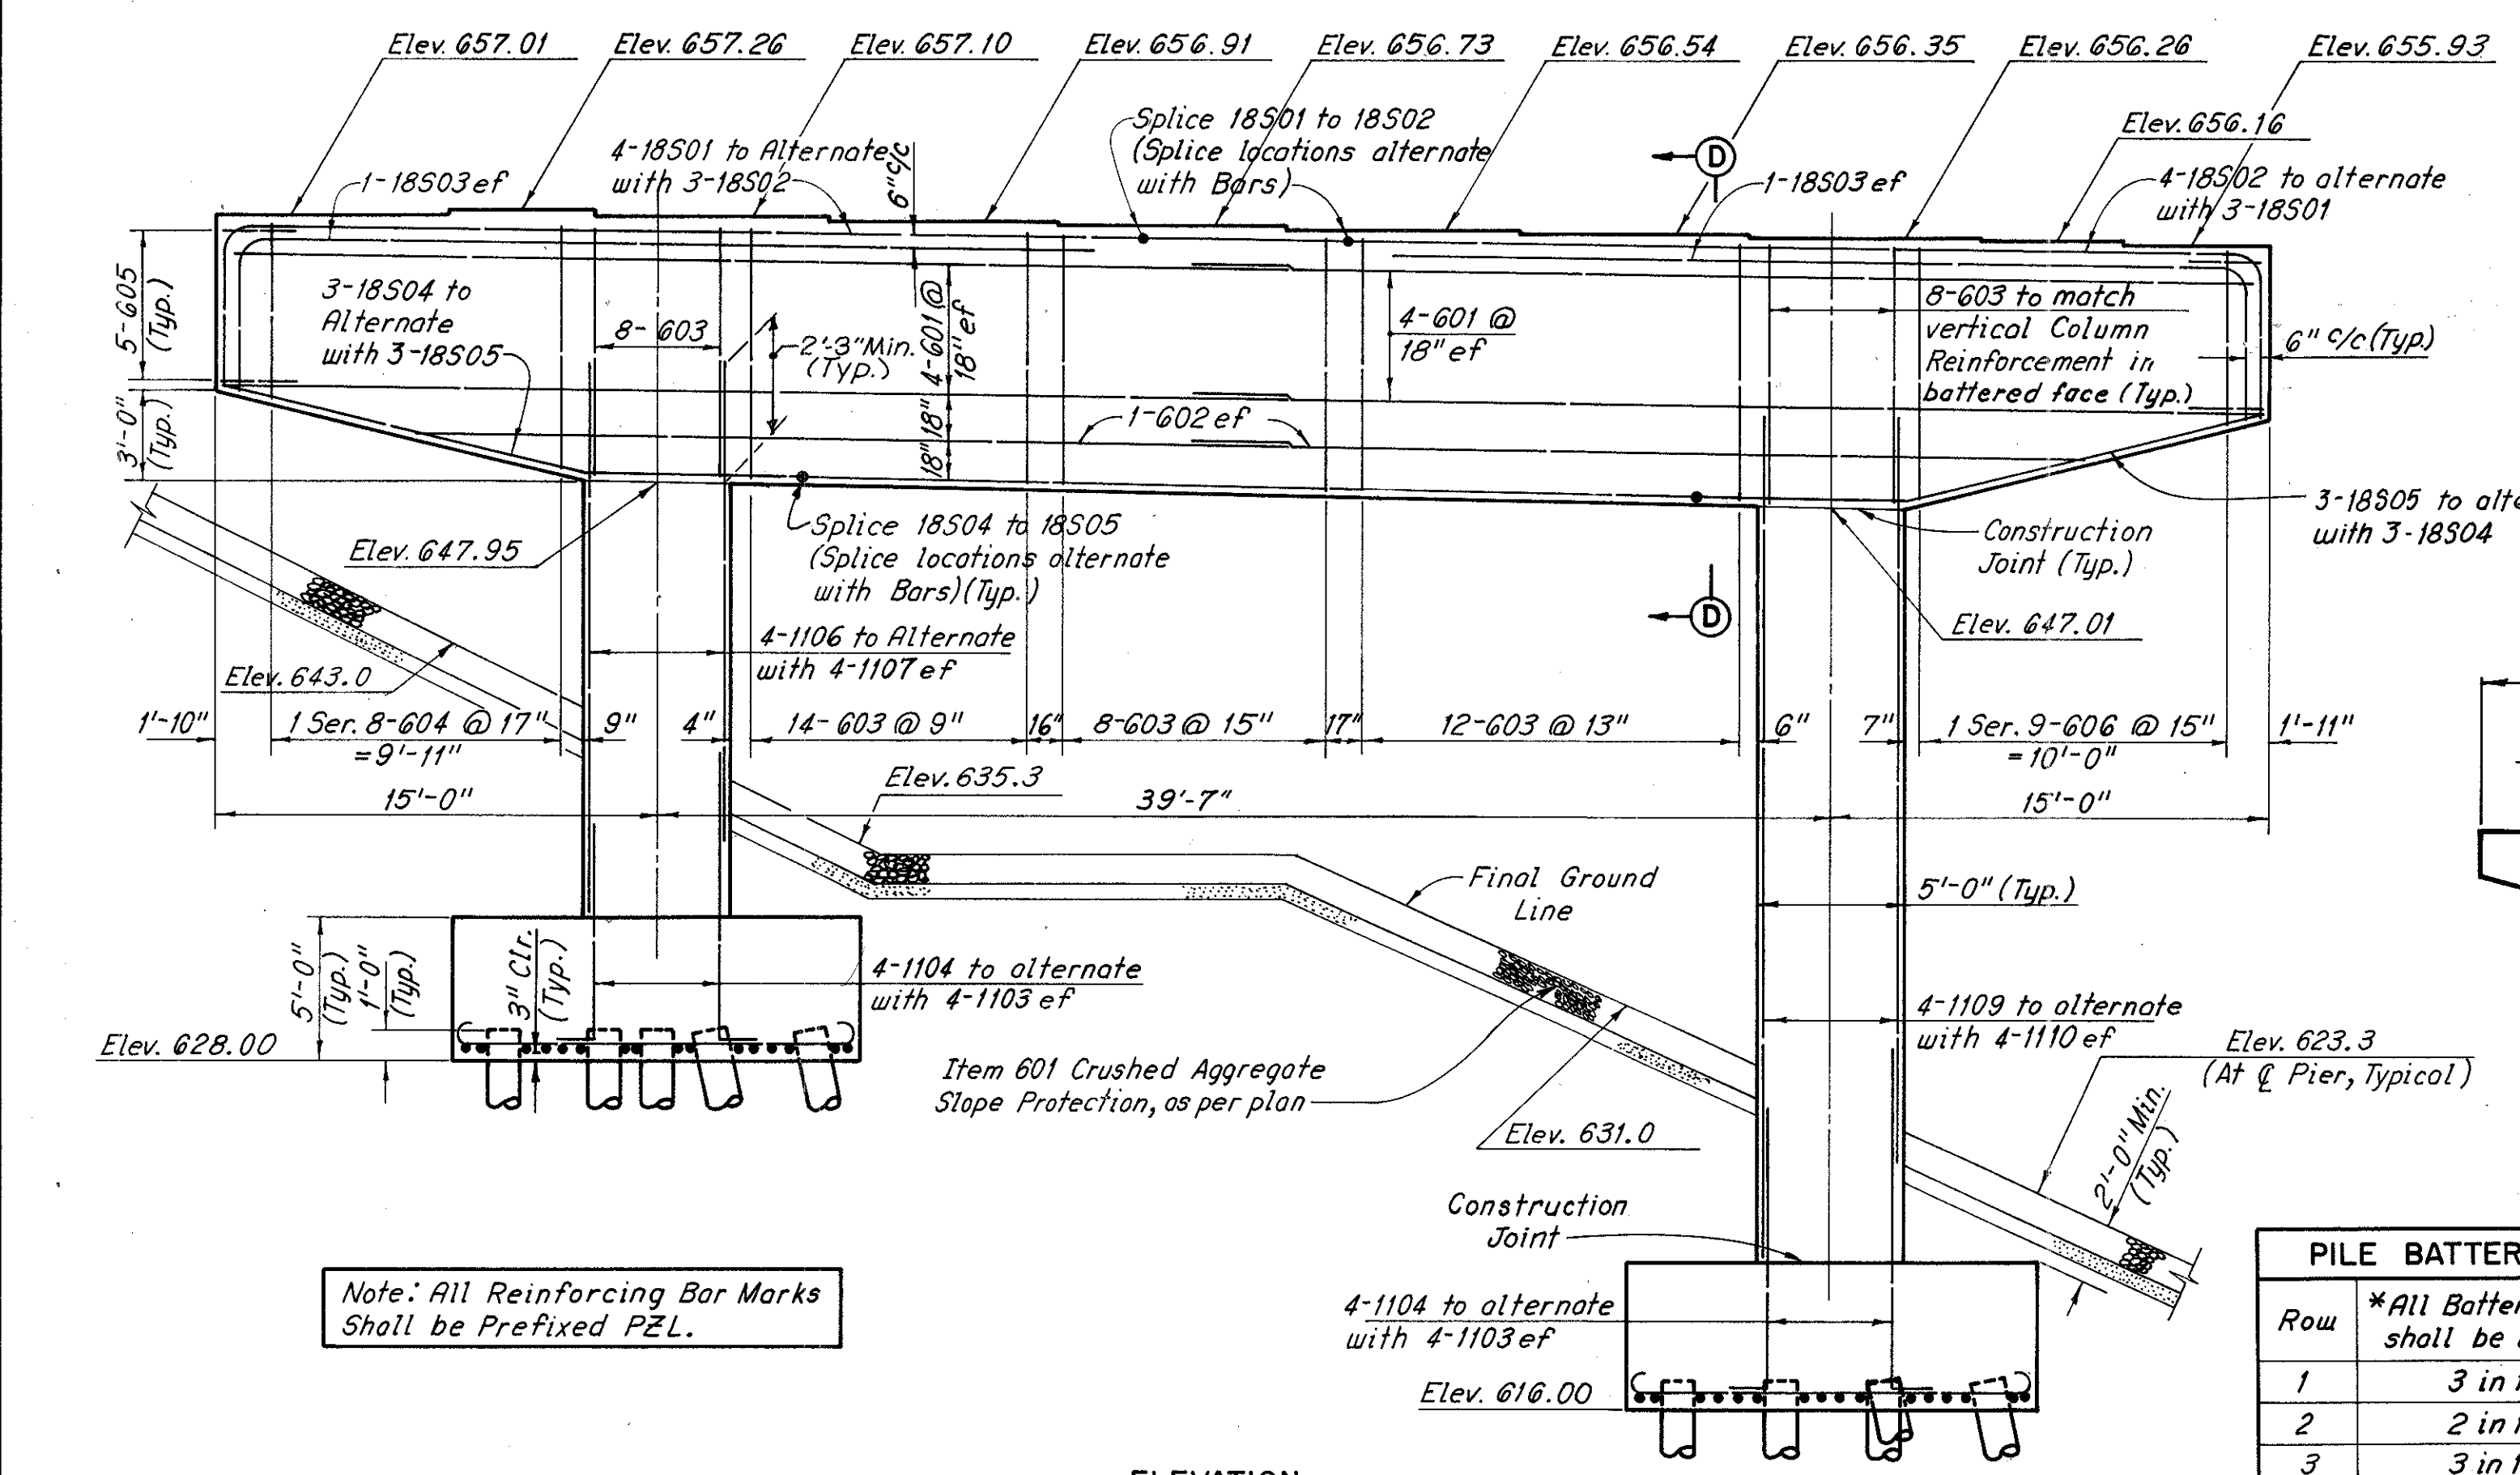 Elev. 657.01
Elev. 657.26
Elev. 657.10
Elev. 656.91
Elev. 656.73
Elev. 656.54
Elev. 656.35
Elev. 656.26
Elev. 655.93
Elev. 656.16
1-18S03 ef
4-18S01 to Alternate
with 3-18S02
6" c/c
Splice 18S01 to 18S02
(Splice locations alternate
with Bars)
D
1-18S03 ef
4-18S02 to alternate
with 3-18S01
5-605
(Typ.)
3'-0"
(Typ.)
3-18S04 to
Alternate
with 3-18S05
8-603
2'-3" Min.
(Typ.)
4-601 @
18" ef
18"
18"
1-602 ef
4-601 @
18" ef
8-603 to match
vertical Column
Reinforcement in
battered face (Typ.)
6" c/c (Typ.)
3-18S05 to alte
with 3-18S04
Elev. 647.95
Splice 18S04 to 18S05
(Splice locations alternate
with Bars) (Typ.)
Construction
Joint (Typ.)
D
Elev. 647.01
4-1106 to Alternate
with 4-1107 ef
Elev. 643.0
1'-10"
1 Ser. 8-604 @ 17"
=9'-11"
9"
4"
14-603 @ 9"
16"
8-603 @ 15"
17"
12-603 @ 13"
6"
7"
1 Ser. 9-606 @ 15"
=10'-0"
1'-11"
15'-0"
Elev. 635.3
39'-7"
15'-0"
Final Ground
Line
5'-0" (Typ.)
5'-0"
(Typ.)
1'-0"
(Typ.)
3" Clr.
(Typ.)
4-1104 to alternate
with 4-1103 ef
Elev. 628.00
4-1109 to alternate
with 4-1110 ef
Elev. 623.3
(At ℄ Pier, Typical)
2'-0" Min.
(Typ.)
Item 601 Crushed Aggregate
Slope Protection, as per plan
Elev. 631.0
Construction
Joint
Note: All Reinforcing Bar Marks
Shall be Prefixed PZL.
4-1104 to alternate
with 4-1103 ef
Elev. 616.00
PILE BATTER
Row
*All Batter
shall be
1
3 in
2
2 in
3
3 in
ELEVATION